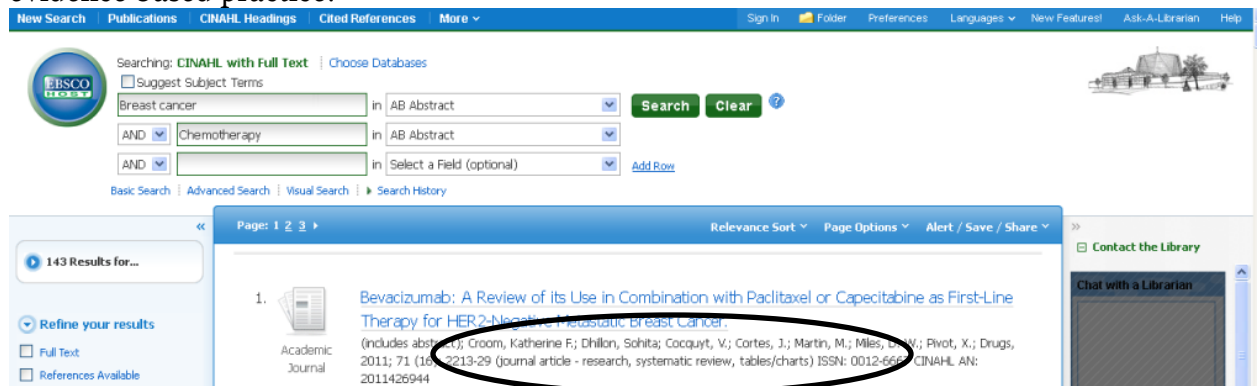 evidence based practice.
New Search | Publications | CINAHL Headings | Cited References | More
Sign In Folder Preferences Languages New Features! Ask-A-Librarian Help
EBSCO HOST
Searching: CINAHL with Full Text | Choose Databases
Suggest Subject Terms
Breast cancer in AB Abstract Search Clear ?
AND Chemotherapy in AB Abstract
AND in Select a Field (optional) Add Row
Basic Search | Advanced Search | Visual Search | Search History
« Page: 1 2 3 Relevance Sort Page Options Alert / Save / Share »
Contact the Library
143 Results for...
Chat with a Librarian
1. Bevacizumab: A Review of its Use in Combination with Paclitaxel or Capecitabine as First-Line
Therapy for HER2-Negative Metastatic Breast Cancer.
Refine your results
(includes abstract); Croom, Katherine F.; Dhillon, Sohita; Cocquyt, V.; Cortes, J.; Martin, M.; Miles, D. W.; Pivot, X.; Drugs,
Full Text
Academic
Journal
2011; 71 (16): 2213-29 (journal article - research, systematic review, tables/charts) ISSN: 0012-6667 CINAHL AN:
References Available
2011426944